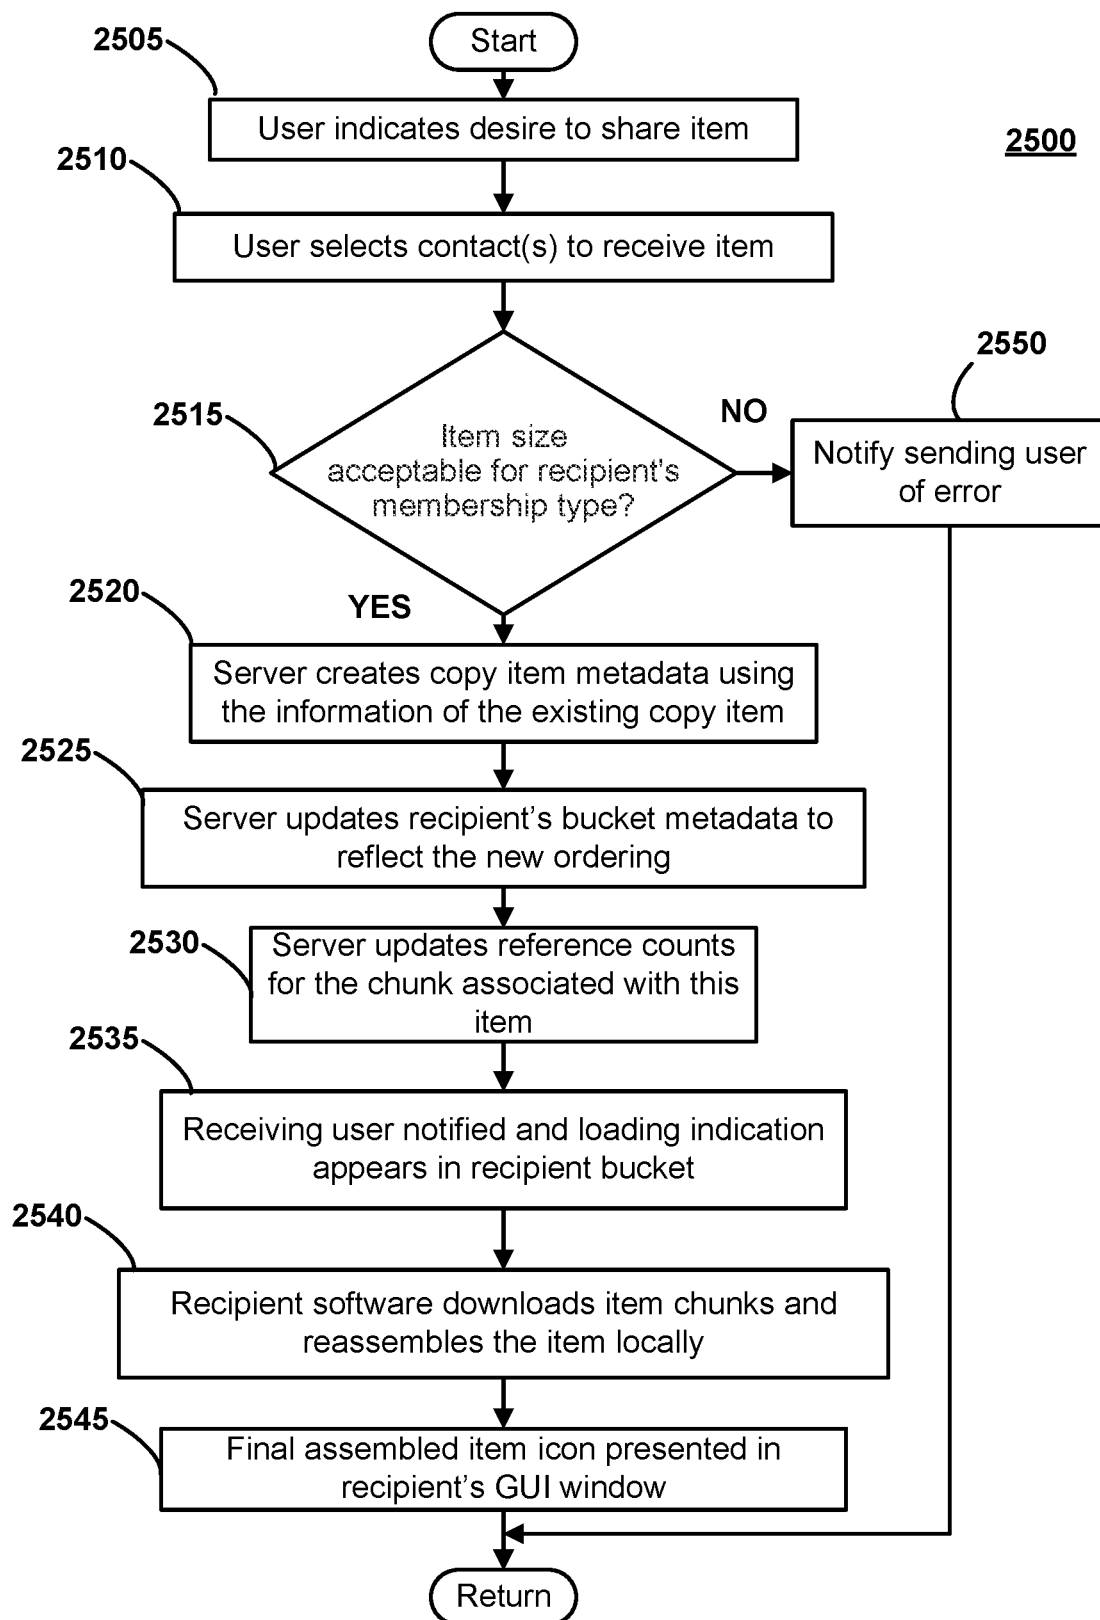 Start
2505
User indicates desire to share item
2500
2510
User selects contact(s) to receive item
2515
Item size
acceptable for recipient's
membership type?
NO
2550
Notify sending user
of error
YES
2520
Server creates copy item metadata using
the information of the existing copy item
2525
Server updates recipient’s bucket metadata to
reflect the new ordering
2530
Server updates reference counts
for the chunk associated with this
item
2535
Receiving user notified and loading indication
appears in recipient bucket
2540
Recipient software downloads item chunks and
reassembles the item locally
2545
Final assembled item icon presented in
recipient’s GUI window
Return